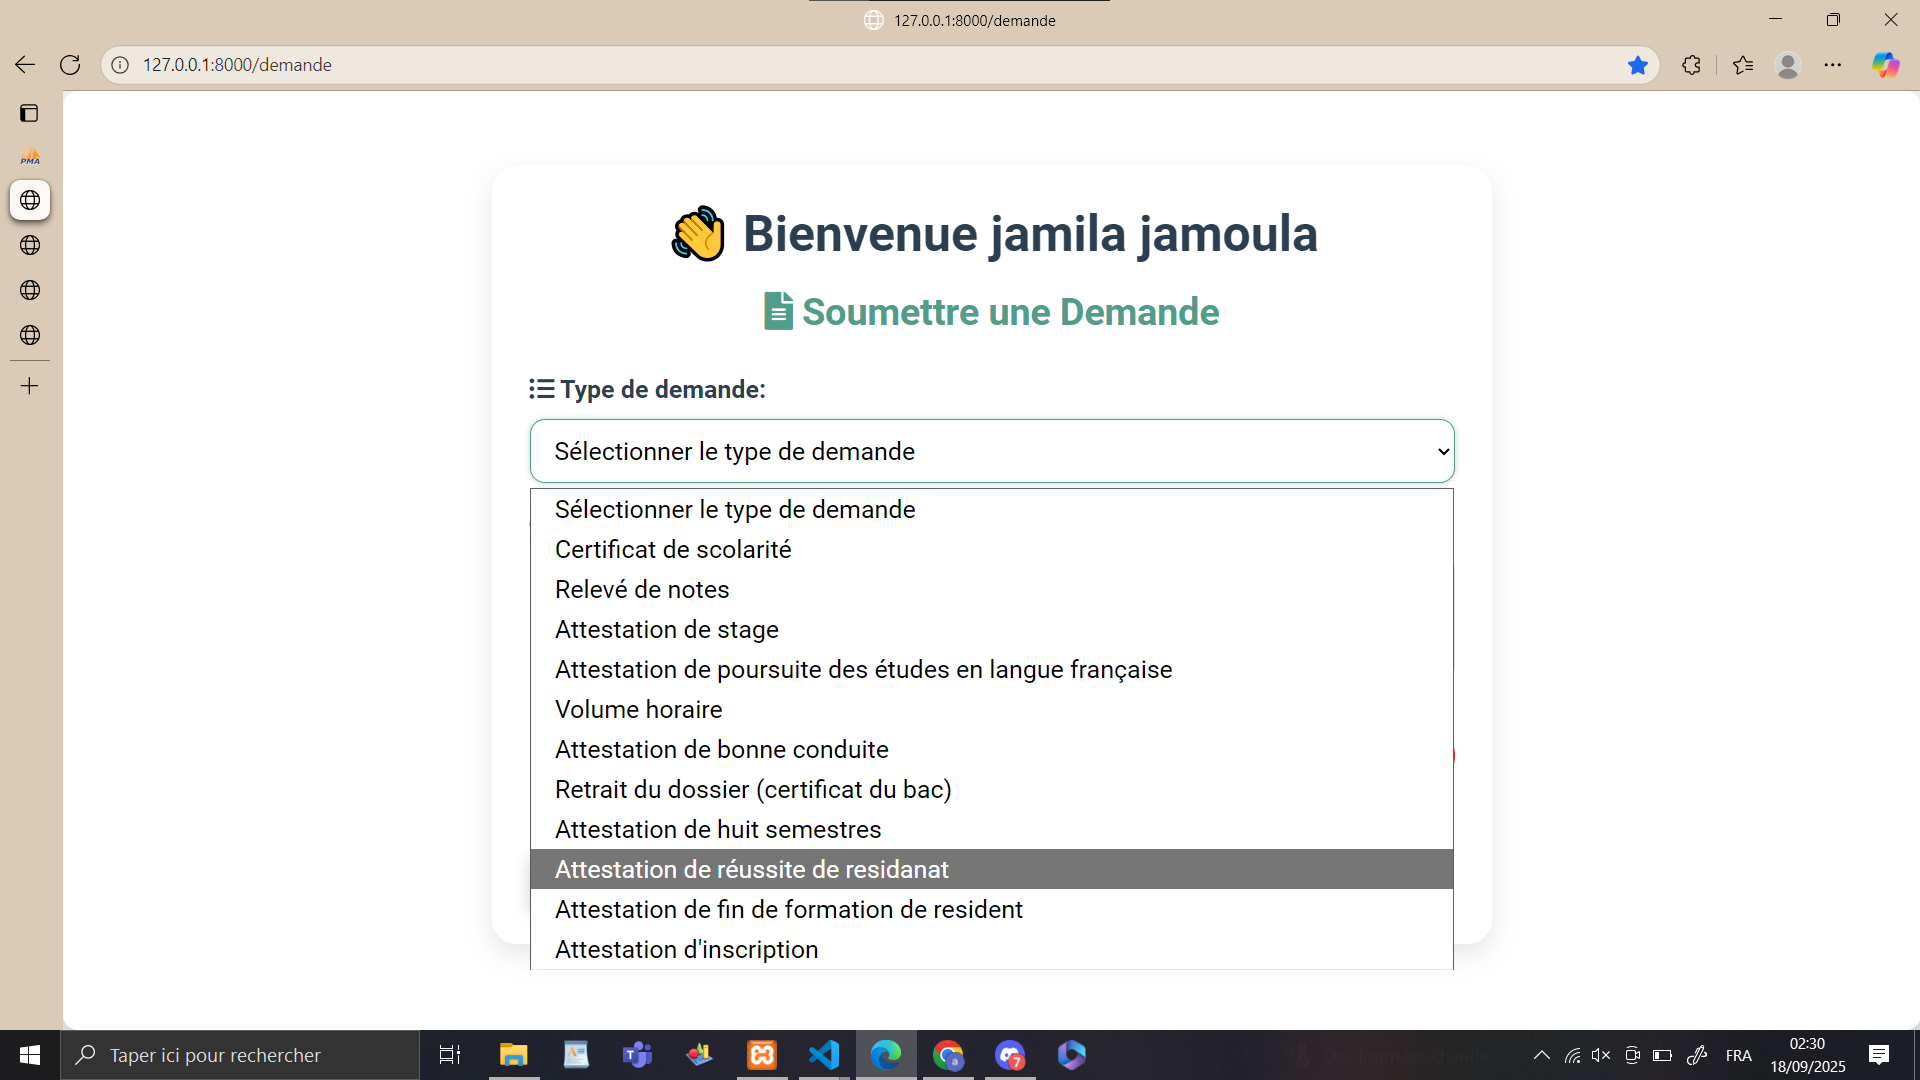 127.0.0.1:8000/demande
127.0.0.1:8000/demande
PMA
Bienvenue jamila jamoula
Soumettre une Demande
Type de demande:
Sélectionner le type de demande
Sélectionner le type de demande
Certificat de scolarité
Relevé de notes
Attestation de stage
Attestation de poursuite des études en langue française
Volume horaire
Attestation de bonne conduite
Retrait du dossier (certificat du bac)
Attestation de huit semestres
Attestation de réussite de residanat
Attestation de fin de formation de resident
Attestation d'inscription
Taper ici pour rechercher
7
FRA
02:30
18/09/2025